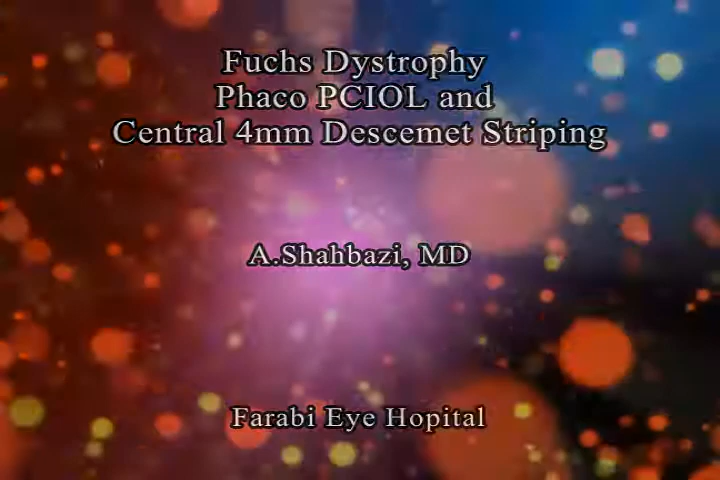 Fuchs Dystrophy
Phaco PCIOL and
Central 4mm Descemet Striping
A.Shahbazi, MD
Farabi Eye Hopital